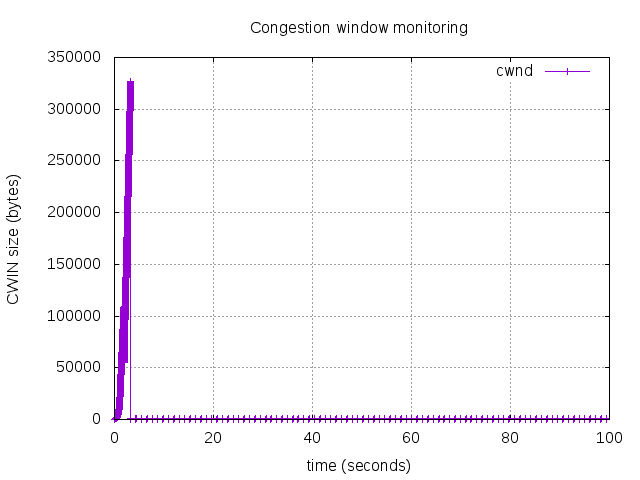 Congestion window monitoring
cwnd
350000
300000
250000
200000
150000
100000
50000
0
CWIN size (bytes)
0 20 40 60 80 100
time (seconds)